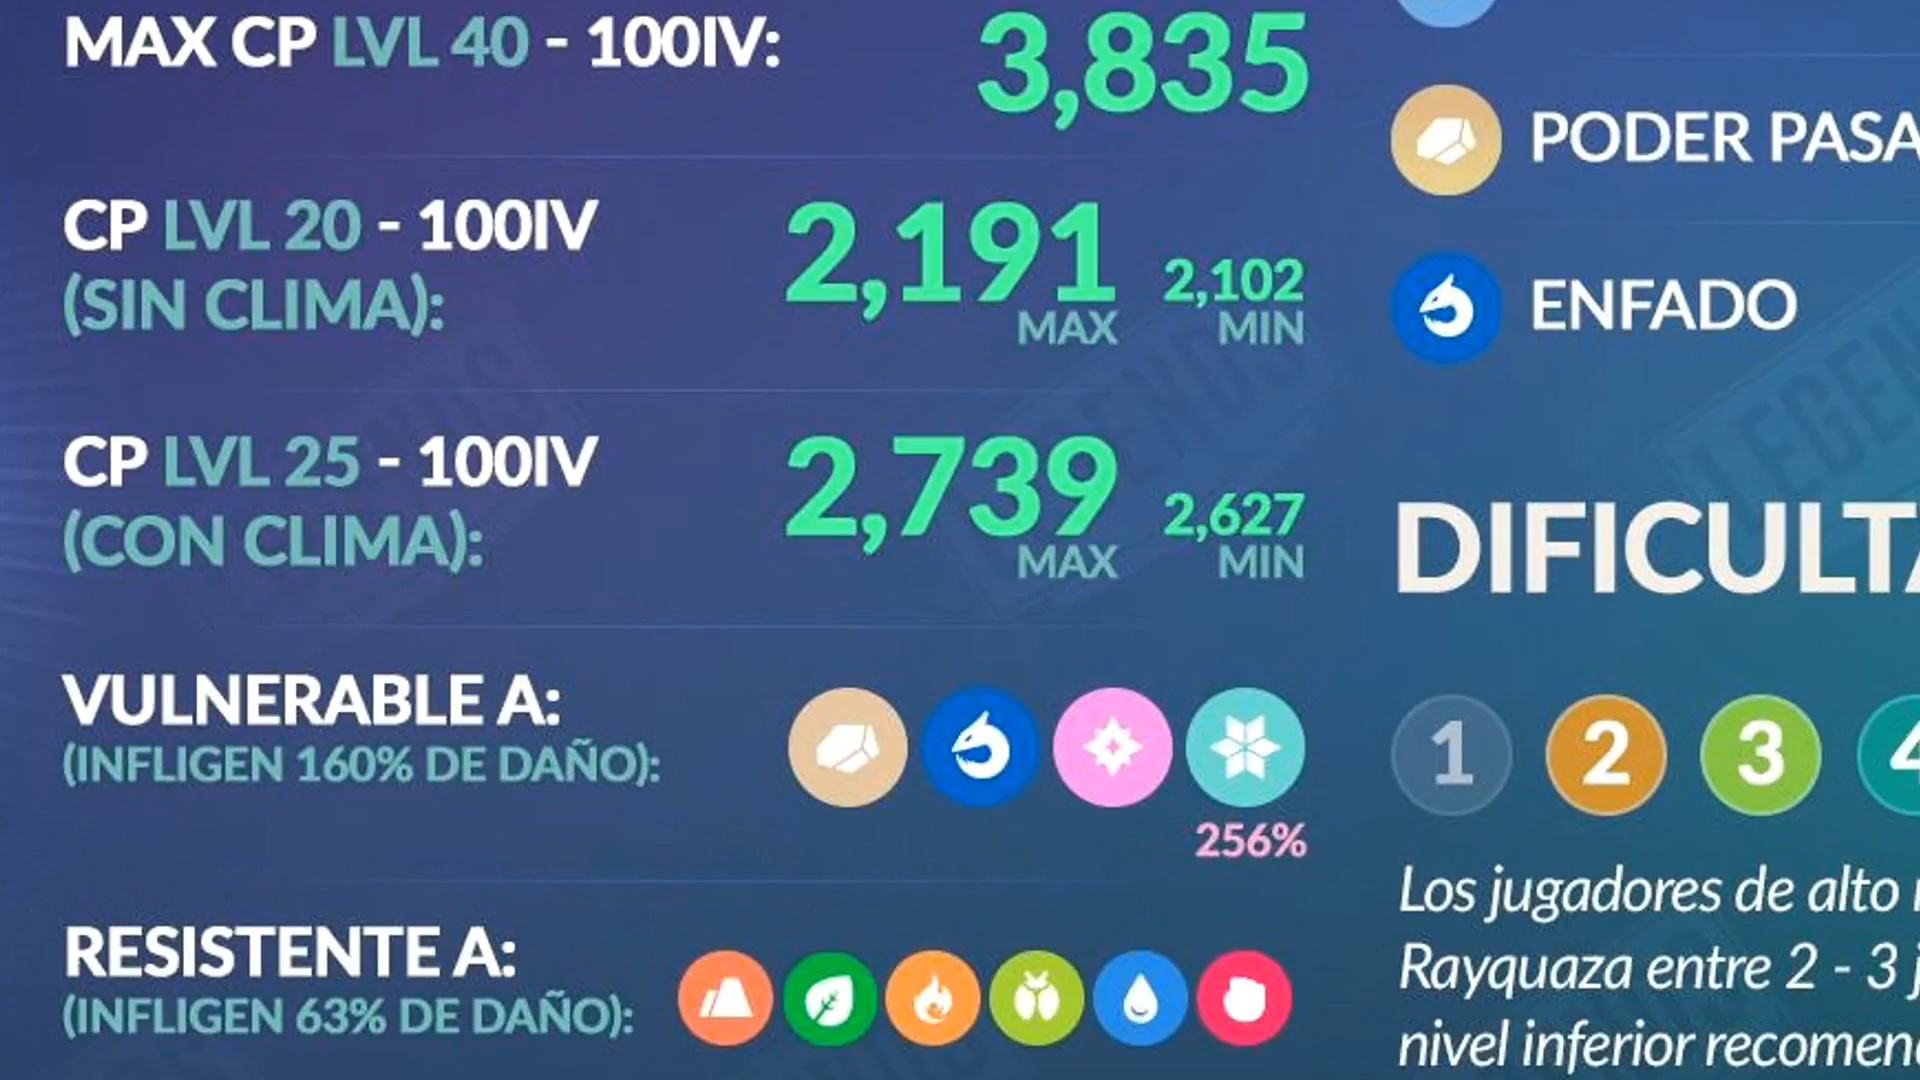 MAX CP LVL 40 - 100IV:
3,835
CP LVL 20 - 100IV
(SIN CLIMA):
2,191
MAX
2,102
MIN
CP LVL 25 - 100IV
(CON CLIMA):
2,739
MAX
2,627
MIN
VULNERABLE A:
(INFLIGEN 160% DE DAÑO):
256%
RESISTENTE A:
(INFLIGEN 63% DE DAÑO):
PODER PASA
ENFADO
DIFICULTA
1 2 3 4
Los jugadores de alto
Rayquaza entre 2 - 3 j
nivel inferior recomen
LEGENDS
LEGEN